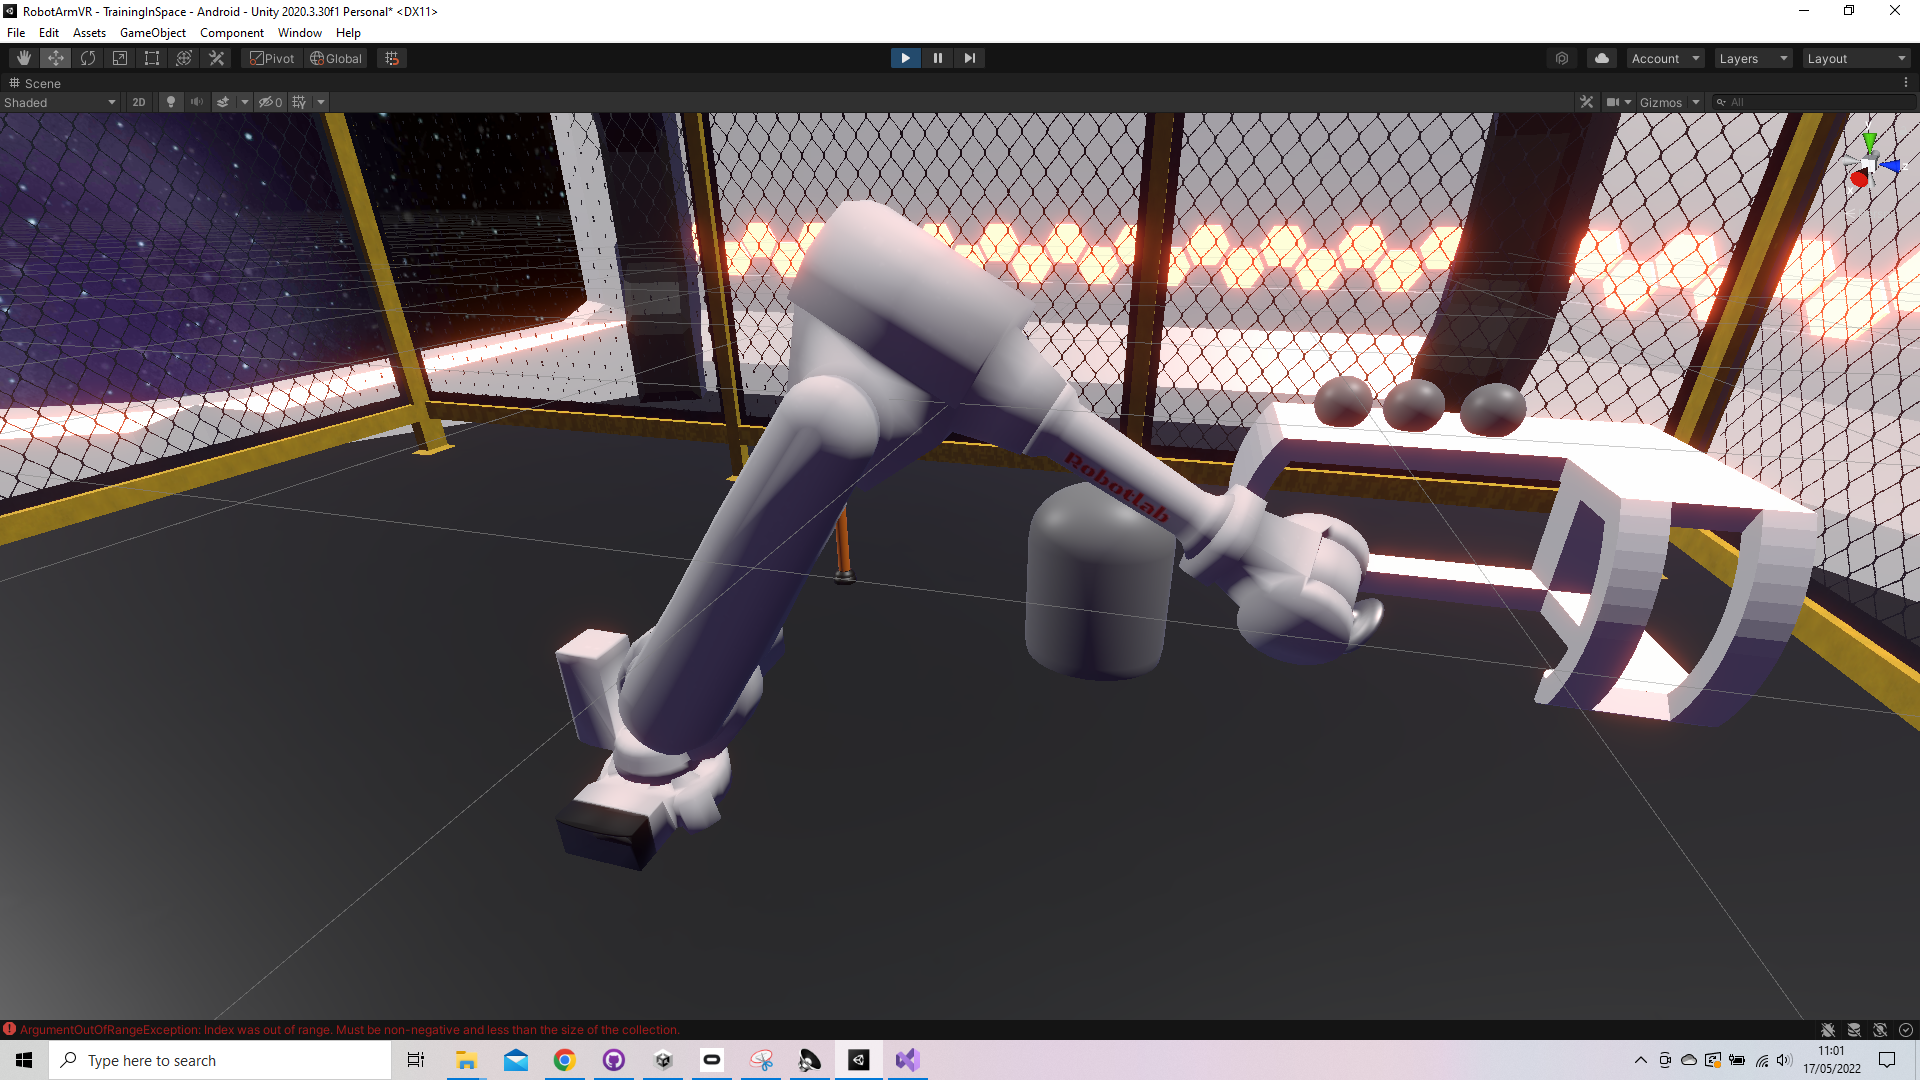 RobotArmVR - TrainingInSpace - Android - Unity 2020.3.30f1 Personal* <DX11>
File Edit Assets GameObject Component Window Help
Pivot Global Account Layers Layout
Scene
Shaded 2D 0 Gizmos All
Robotlab
ArgumentOutOfRangeException: Index was out of range. Must be non-negative and less than the size of the collection.
Type here to search
11:01
17/05/2022